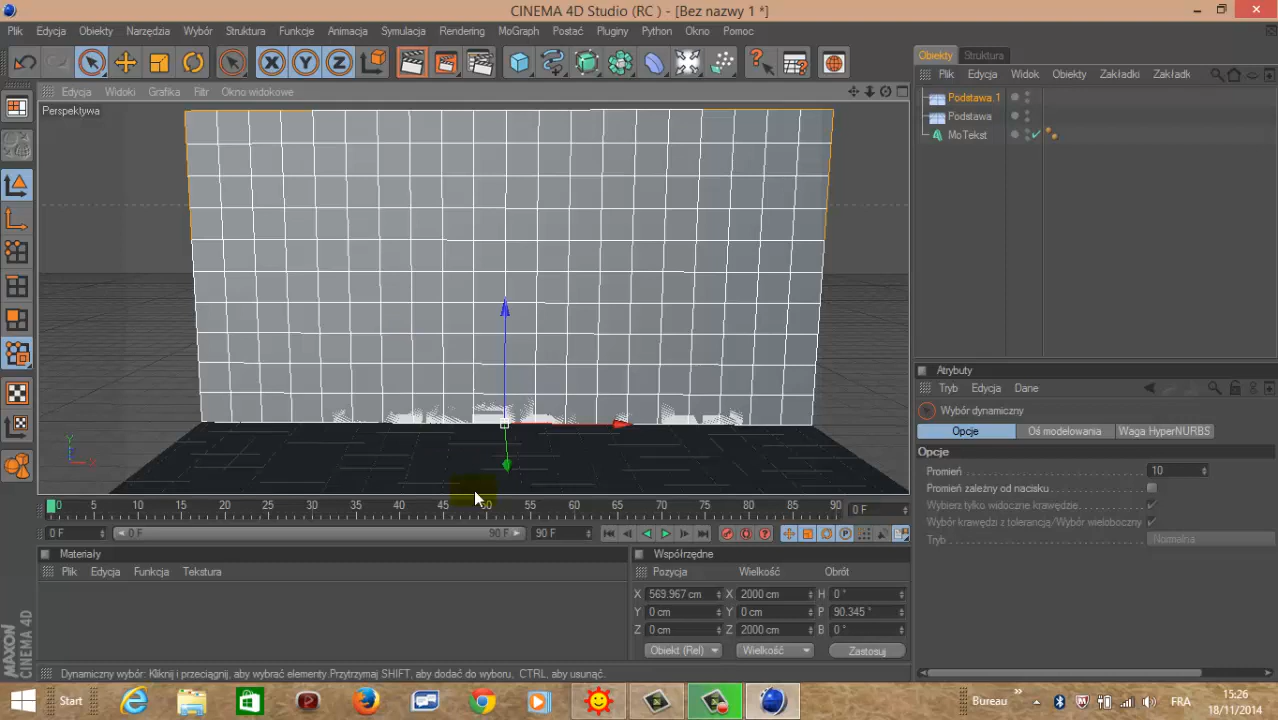 CINEMA 4D Studio (RC ) - [Bez nazwy 1 *]
Plik Edycja Obiekty Narzędzia Wybór Struktura Funkcje Animacja Symulacja Rendering MoGraph Postać Pluginy Python Okno Pomoc
Obiekty Struktura
Plik Edycja Widok Obiekty Zakładki Zakładk
Edycja Widoki Grafika Filtr Okno widokowe
Perspektywa
Podstawa.1
Podstawa
MoTekst
Atrybuty
Tryb Edycja Dane
Wybór dynamiczny
Opcje Oś modelowania Waga HyperNURBS
Opcje
Promień 10
Promień zależny od nacisku
Wybierz tylko widoczne krawędzie
Wybór krawędzi z tolerancją/Wybór wieloboczny
Tryb Normalna
Y
X
0 5 10 15 20 25 30 35 40 45 50 55 60 65 70 75 80 85 90 0 F
0 F 0 F 90 F 90 F
Materiały
Plik Edycja Funkcja Tekstura
Współrzędne
Pozycja Wielkość Obrót
X 569.967 cm X 2000 cm H 0 °
Y 0 cm Y 0 cm P 90.345 °
Z 0 cm Z 2000 cm B 0 °
Obiekt (Rel) Wielkość Zastosuj
MAXON CINEMA 4D
Dynamiczny wybór: Kliknij i przeciągnij, aby wybrać elementy Przytrzymaj SHIFT, aby dodać do wyboru, CTRL, aby usunąć.
Start
Bureau
FRA
15:26
18/11/2014